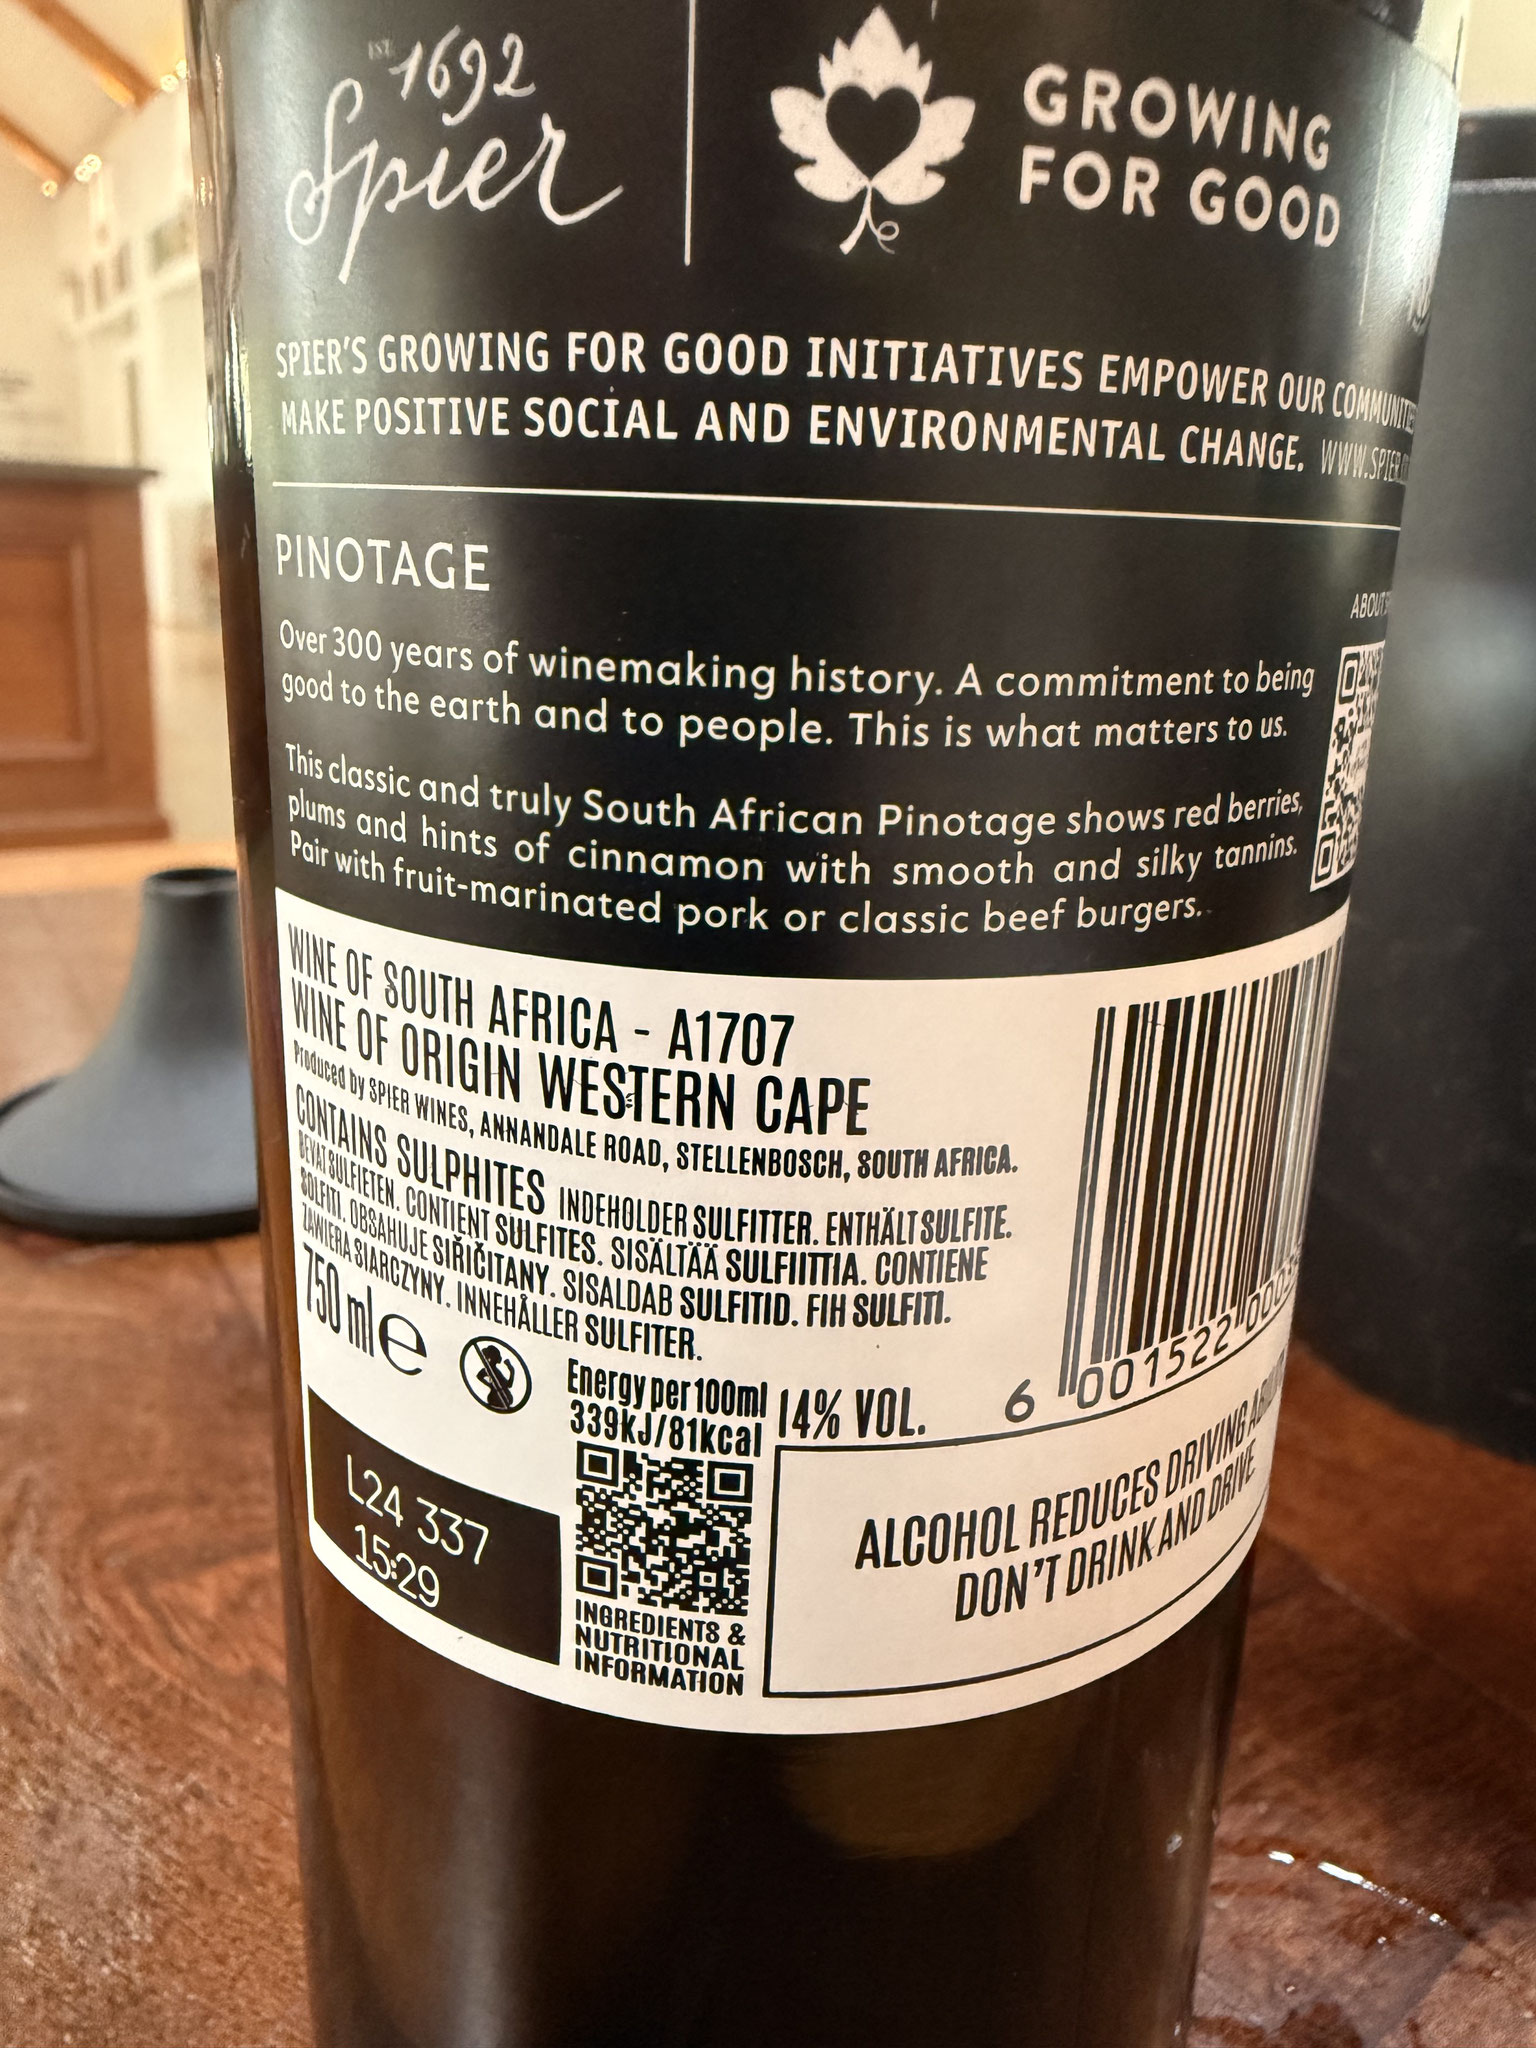 EST. 1692
Spier
GROWING
FOR GOOD
SPIER'S GROWING FOR GOOD INITIATIVES EMPOWER OUR
MAKE POSITIVE SOCIAL AND ENVIRONMENTAL CHANGE.
PINOTAGE
Over 300 years of winemaking history. A commitment to being
good to the earth and to people. This is what matters to us.
ABOUT
This classic and truly South African Pinotage shows red berries,
plums and hints of cinnamon with smooth and silky tannins.
Pair with fruit-marinated pork or classic beef burgers.
WINE OF SOUTH AFRICA - A1707
WINE OF ORIGIN WESTERN CAPE
Produced by SPIER WINES, ANNANDALE ROAD, STELLENBOSCH, SOUTH AFRICA.
CONTAINS SULPHITES INDEHOLDER SULFITTER. ENTHÄLT SULFITE.
BEVAT SULFIETEN. CONTIENT SULFITES. SISÄLTÄÄ SULFIITTIA. CONTIENE
SOLFITI. OBSAHUJE SIŘIČITANY. SISALDAB SULFITID. FIH SULFITI.
ZAWIERA SIARCZYNY. INNEHÅLLER SULFITER.
750 ml e
Energy per 100ml
339kJ/81kcal
14% VOL.
6 001522
L24 337
15:29
INGREDIENTS &
NUTRITIONAL
INFORMATION
ALCOHOL REDUCES DRIVING
DON'T DRINK AND DRIVE